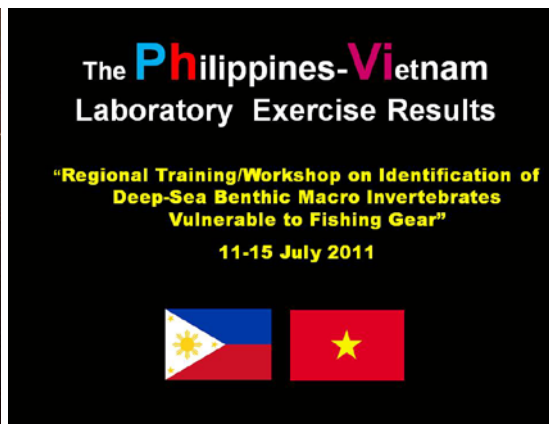 The Philippines-Vietnam
Laboratory Exercise Results
“Regional Training/Workshop on Identification of
Deep-Sea Benthic Macro Invertebrates
Vulnerable to Fishing Gear”
11-15 July 2011